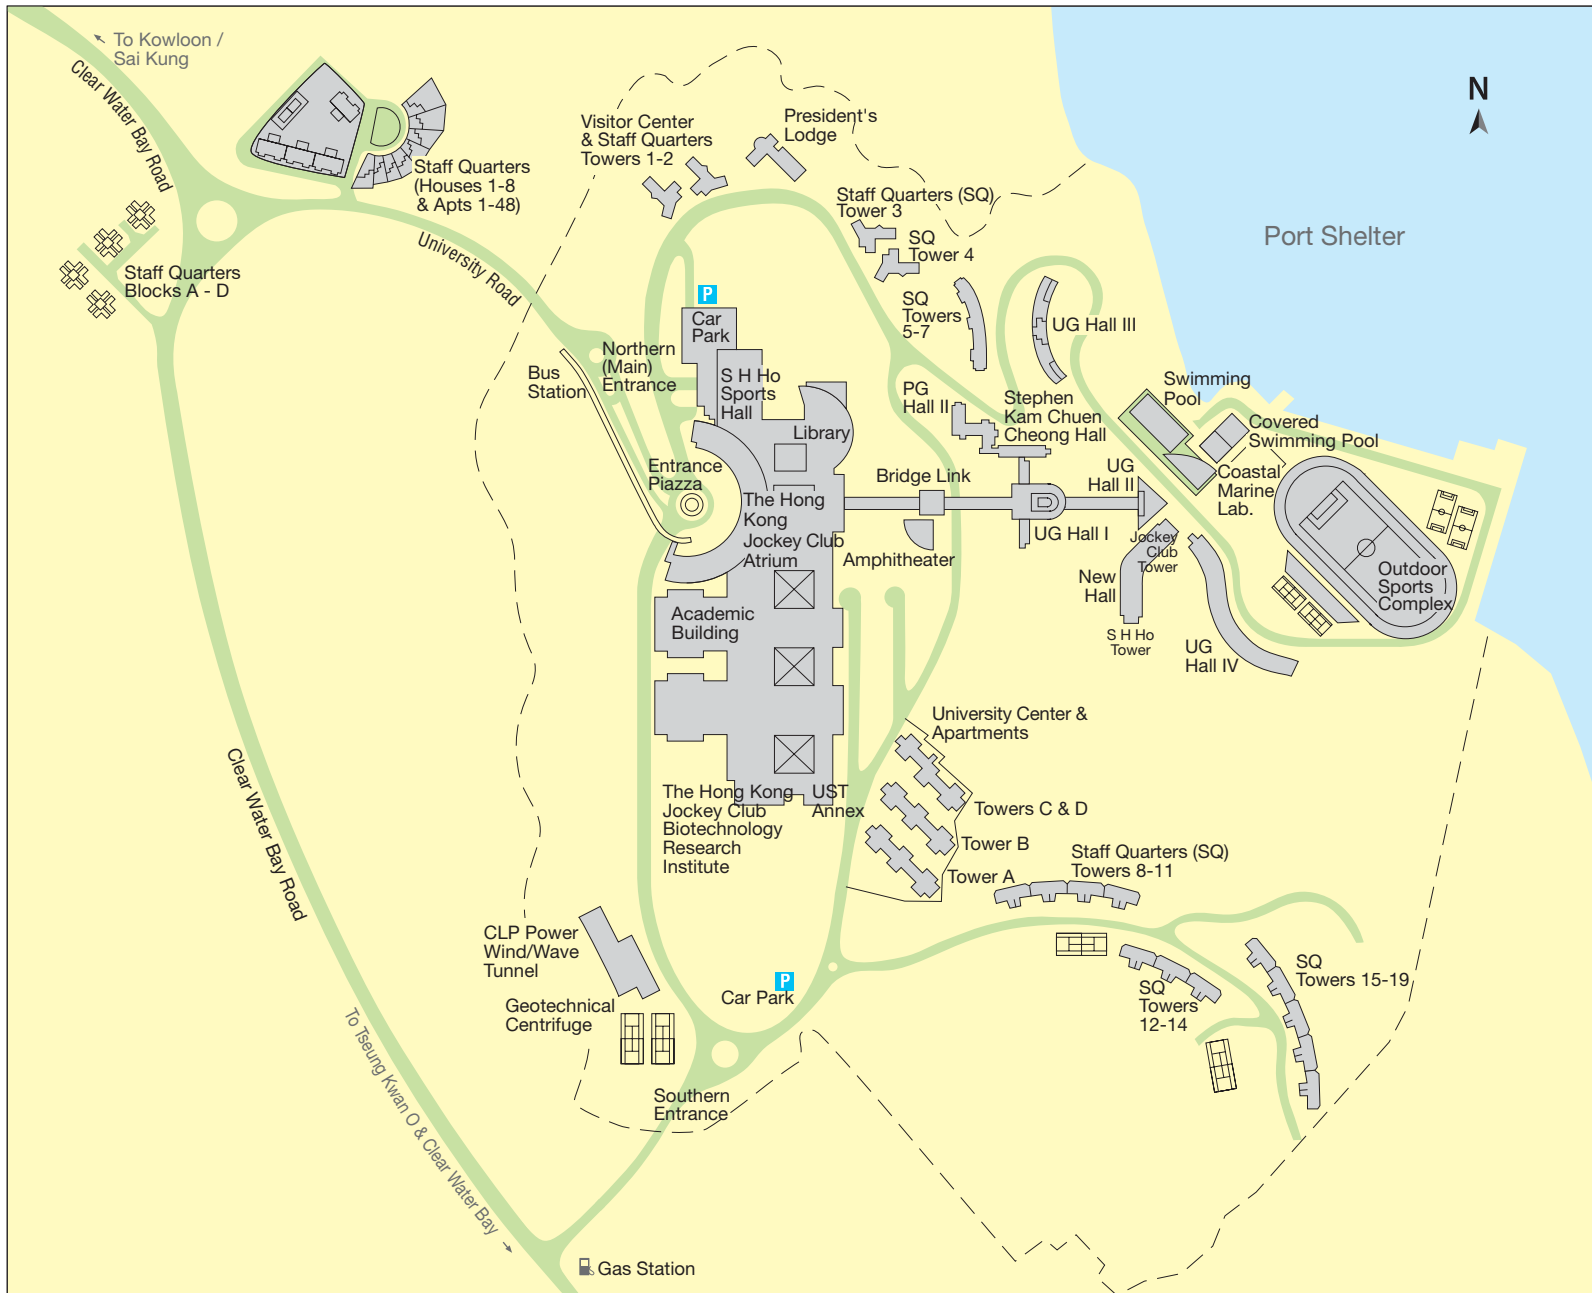 To Kowloon /
Sai Kung
Clear Water Bay Road
Staff Quarters
(Houses 1-8
& Apts 1-48)
Staff Quarters
Blocks A - D
University Road
Visitor Center
& Staff Quarters
Towers 1-2
President's
Lodge
Staff Quarters (SQ)
Tower 3
SQ
Tower 4
SQ
Towers
5-7
UG Hall III
N
Port Shelter
P
Car
Park
Northern
(Main)
Entrance
Bus
Station
S H Ho
Sports
Hall
Library
PG
Hall II
Stephen
Kam Chuen
Cheong Hall
Swimming
Pool
Covered
Swimming Pool
Entrance
Piazza
Bridge Link
UG
Hall II
Coastal
Marine
Lab.
The Hong
Kong
Jockey Club
Atrium
Amphitheater
UG Hall I
Jockey
Club
Tower
New
Hall
S H Ho
Tower
UG
Hall IV
Outdoor
Sports
Complex
Academic
Building
University Center &
Apartments
Towers C & D
Tower B
Tower A
The Hong Kong
Jockey Club
Biotechnology
Research
Institute
UST
Annex
Staff Quarters (SQ)
Towers 8-11
Clear Water Bay Road
CLP Power
Wind/Wave
Tunnel
Geotechnical
Centrifuge
P
Car Park
SQ
Towers
12-14
SQ
Towers 15-19
To Tseung Kwan O & Clear Water Bay
Southern
Entrance
Gas Station